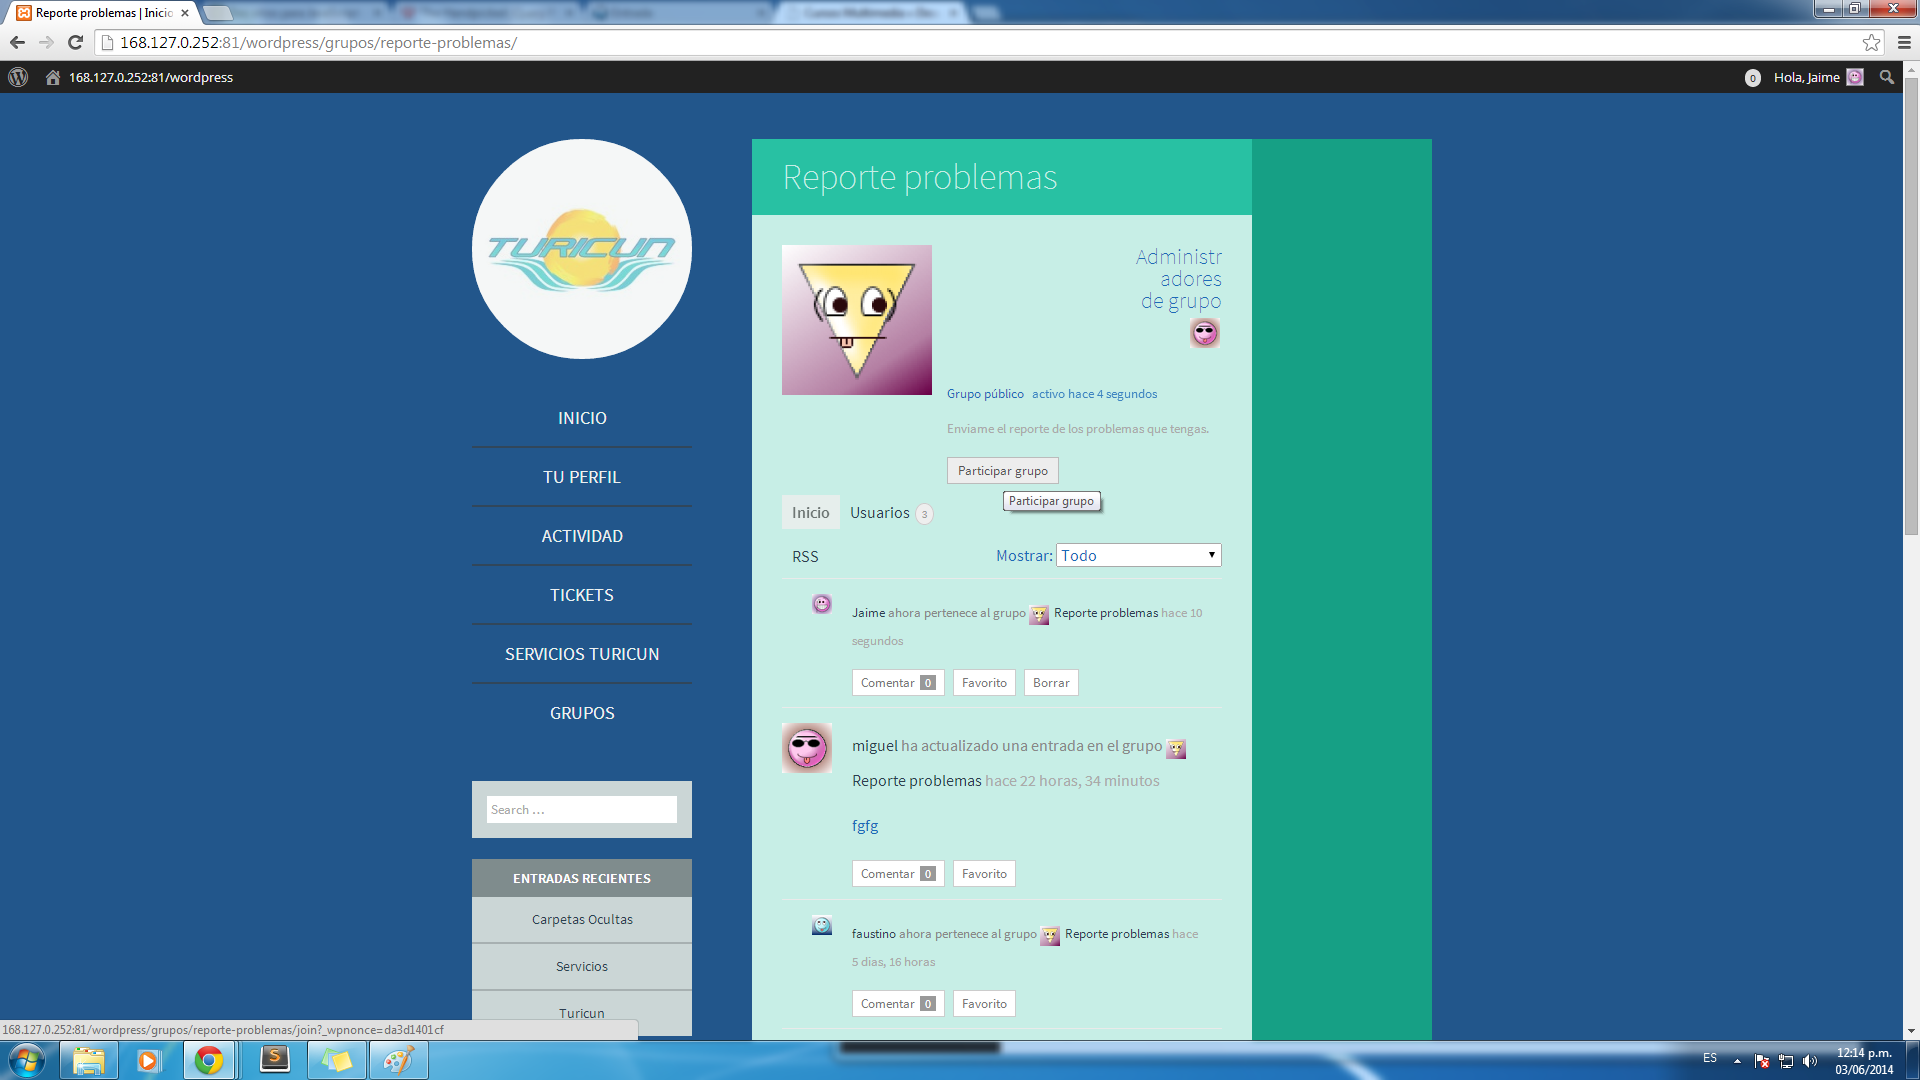 Reporte problemas | Inicio
168.127.0.252:81/wordpress/grupos/reporte-problemas/
168.127.0.252:81/wordpress
0
Hola, Jaime
TURICUN
INICIO
TU PERFIL
ACTIVIDAD
TICKETS
SERVICIOS TURICUN
GRUPOS
Search ...
ENTRADAS RECIENTES
Carpetas Ocultas
Servicios
Turicun
Reporte problemas
Administr
adores
de grupo
Grupo público activo hace 4 segundos
Enviame el reporte de los problemas que tengas.
Participar grupo
Participar grupo
Inicio Usuarios 3
RSS Mostrar: Todo
Jaime ahora pertenece al grupo Reporte problemas hace 10
segundos
Comentar 0 Favorito Borrar
miguel ha actualizado una entrada en el grupo
Reporte problemas hace 22 horas, 34 minutos
fgfg
Comentar 0 Favorito
faustino ahora pertenece al grupo Reporte problemas hace
5 dias, 16 horas
Comentar 0 Favorito
168.127.0.252:81/wordpress/grupos/reporte-problemas/join?_wpnonce=da3d1401cf
ES
12:14 p.m.
03/06/2014